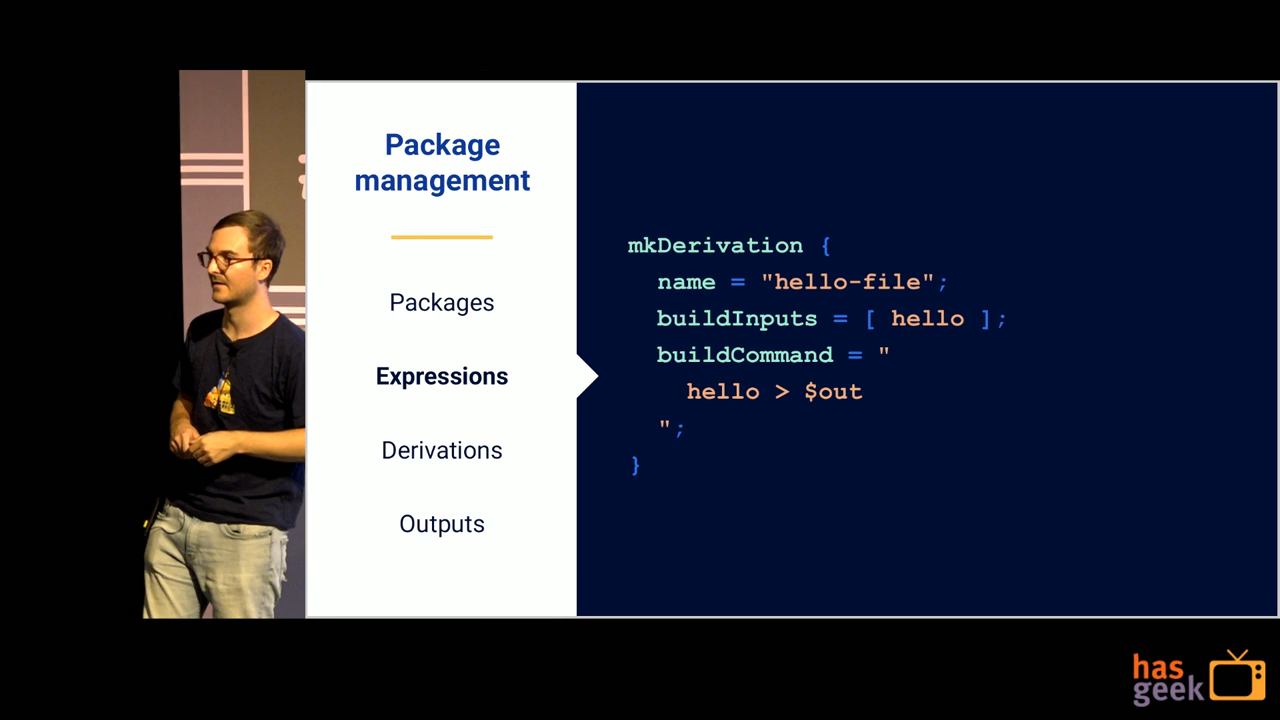 Package
management
Packages
Expressions
Derivations
Outputs
mkDerivation {
  name = "hello-file";
  buildInputs = [ hello ];
  buildCommand = "
    hello > $out
  ";
}
has
geek